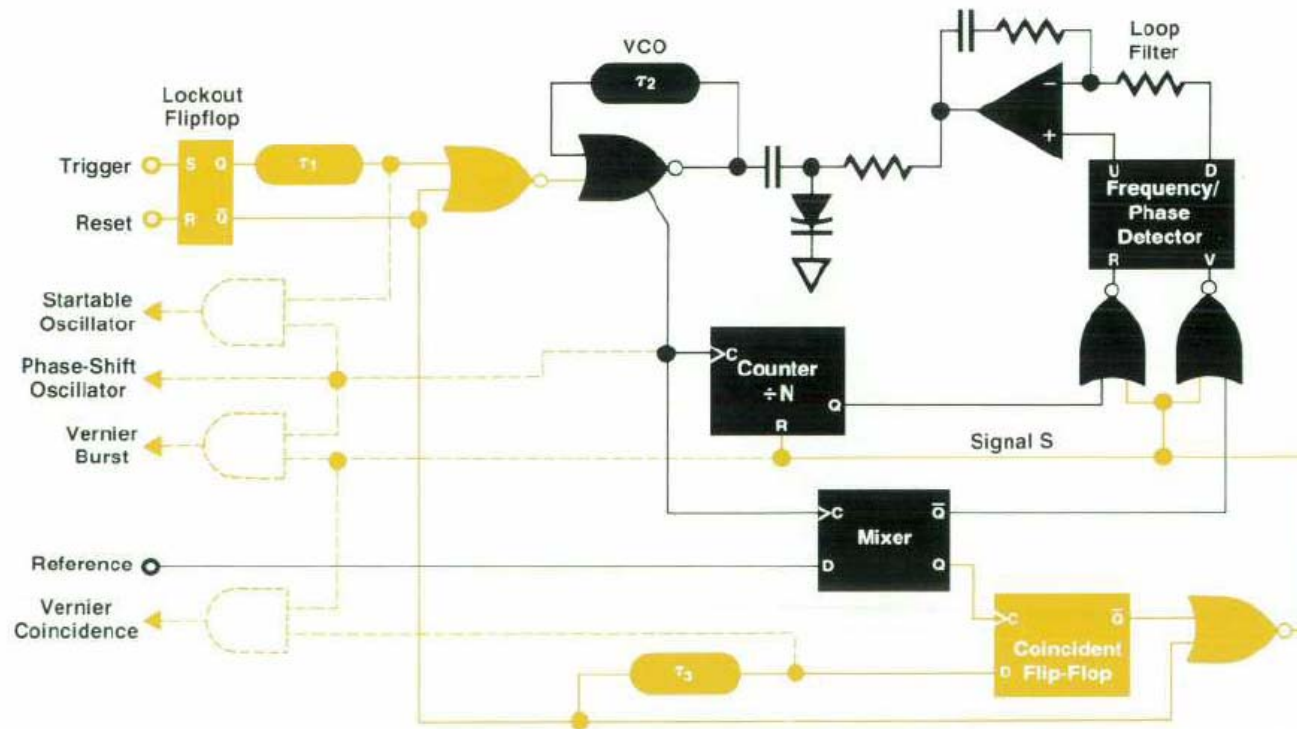 VCO
τ2
Loop
Filter
Lockout
Flipflop
Trigger
S Q
τ1
Reset
R Q̅
−
+
U D
Frequency/
Phase
Detector
R V
Startable
Oscillator
Phase-Shift
Oscillator
C
Counter
÷N
Q
R
Vernier
Burst
Signal S
C Q̅
Mixer
Reference
D Q
Vernier
Coincidence
C Q̅
Coincident
D Flip-Flop
τ3